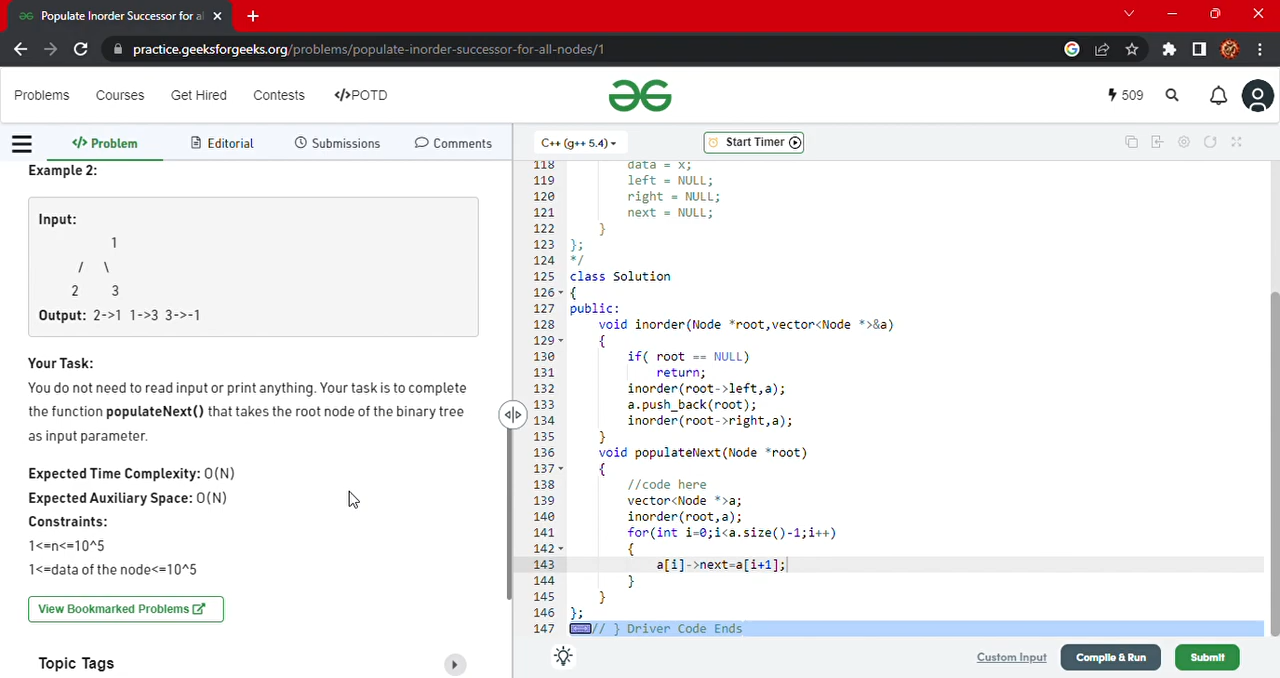 Populate Inorder Successor for al
practice.geeksforgeeks.org/problems/populate-inorder-successor-for-all-nodes/1
Problems Courses Get Hired Contests </>POTD 509
</> Problem Editorial Submissions Comments
Example 2:
Input:
1
/ \
2 3
Output: 2->1 1->3 3->-1
Your Task:
You do not need to read input or print anything. Your task is to complete
the function populateNext() that takes the root node of the binary tree
as input parameter.
Expected Time Complexity: O(N)
Expected Auxiliary Space: O(N)
Constraints:
1<=n<=10^5
1<=data of the node<=10^5
View Bookmarked Problems
Topic Tags
C++ (g++ 5.4) Start Timer
118 data = x;
119 left = NULL;
120 right = NULL;
121 next = NULL;
122 }
123 };
124 */
125 class Solution
126 {
127 public:
128 void inorder(Node *root,vector<Node *>&a)
129 {
130 if( root == NULL)
131 return;
132 inorder(root->left,a);
133 a.push_back(root);
134 inorder(root->right,a);
135 }
136 void populateNext(Node *root)
137 {
138 //code here
139 vector<Node *>a;
140 inorder(root,a);
141 for(int i=0;i<a.size()-1;i++)
142 {
143 a[i]->next=a[i+1];
144 }
145 }
146 };
147 // } Driver Code Ends
Custom Input Compile & Run Submit